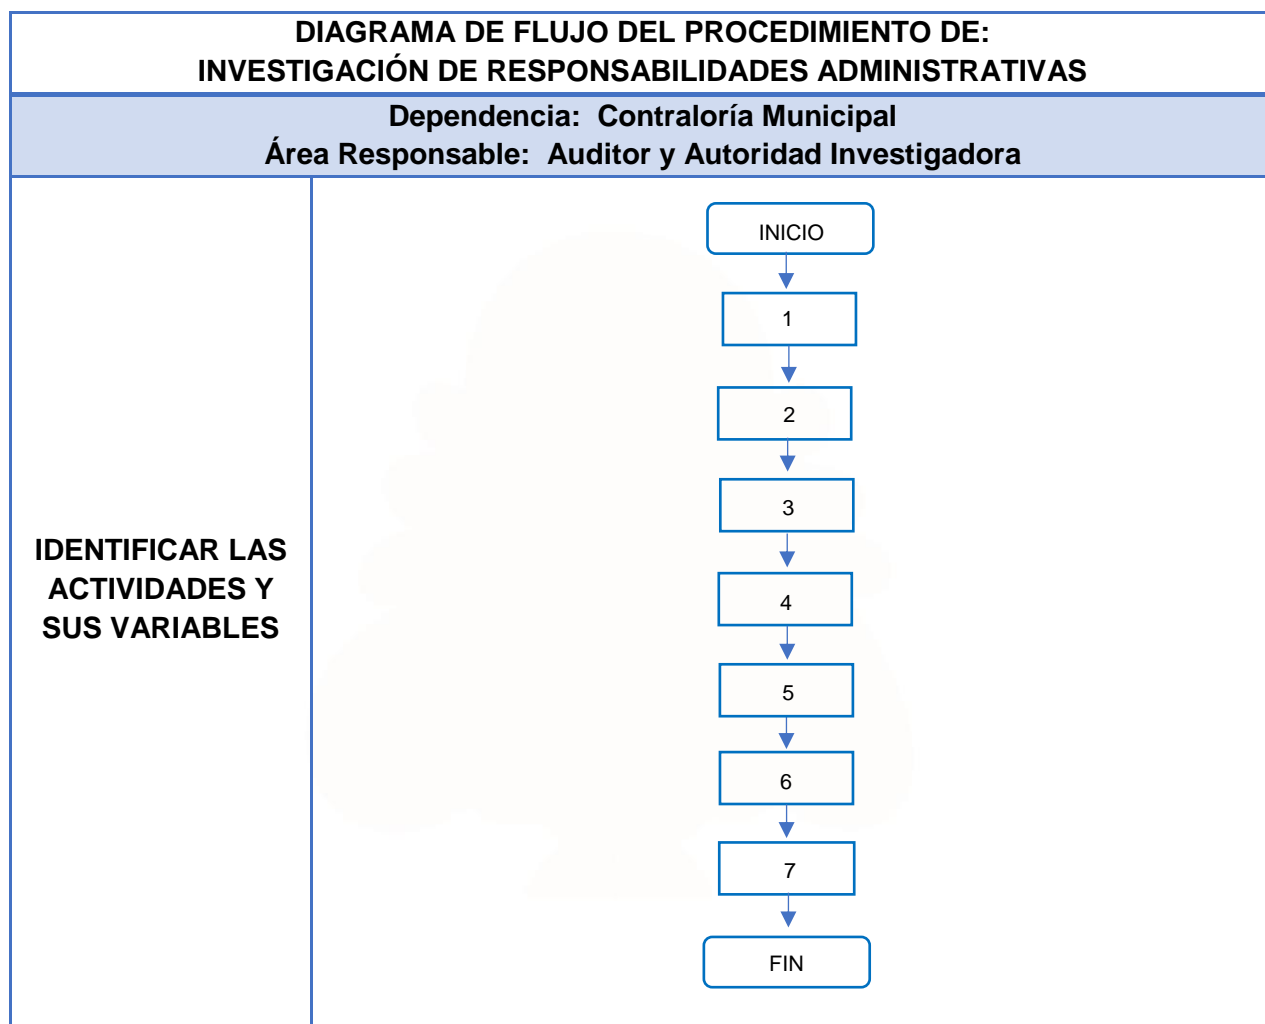 DIAGRAMA DE FLUJO DEL PROCEDIMIENTO DE:
INVESTIGACIÓN DE RESPONSABILIDADES ADMINISTRATIVAS
Dependencia: Contraloría Municipal
Área Responsable: Auditor y Autoridad Investigadora
IDENTIFICAR LAS
ACTIVIDADES Y
SUS VARIABLES
INICIO
1
2
3
4
5
6
7
FIN